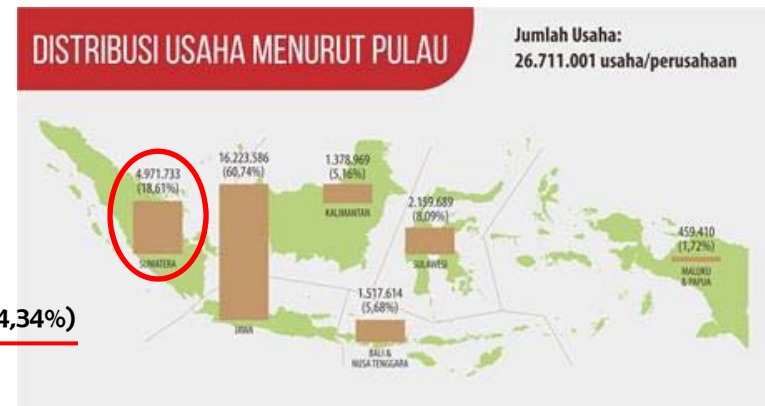 DISTRIBUSI USAHA MENURUT PULAU
Jumlah Usaha:
26.711.001 usaha/perusahaan
4.971.733
(18,61%)
SUMATERA
16.223.586
(60,74%)
JAWA
1.378.969
(5,16%)
KALIMANTAN
2.159.689
(8,09%)
SULAWESI
1.517.614
(5,68%)
BALI &
NUSA TENGGARA
459.410
(1,72%)
MALUKU
& PAPUA
4,34%)